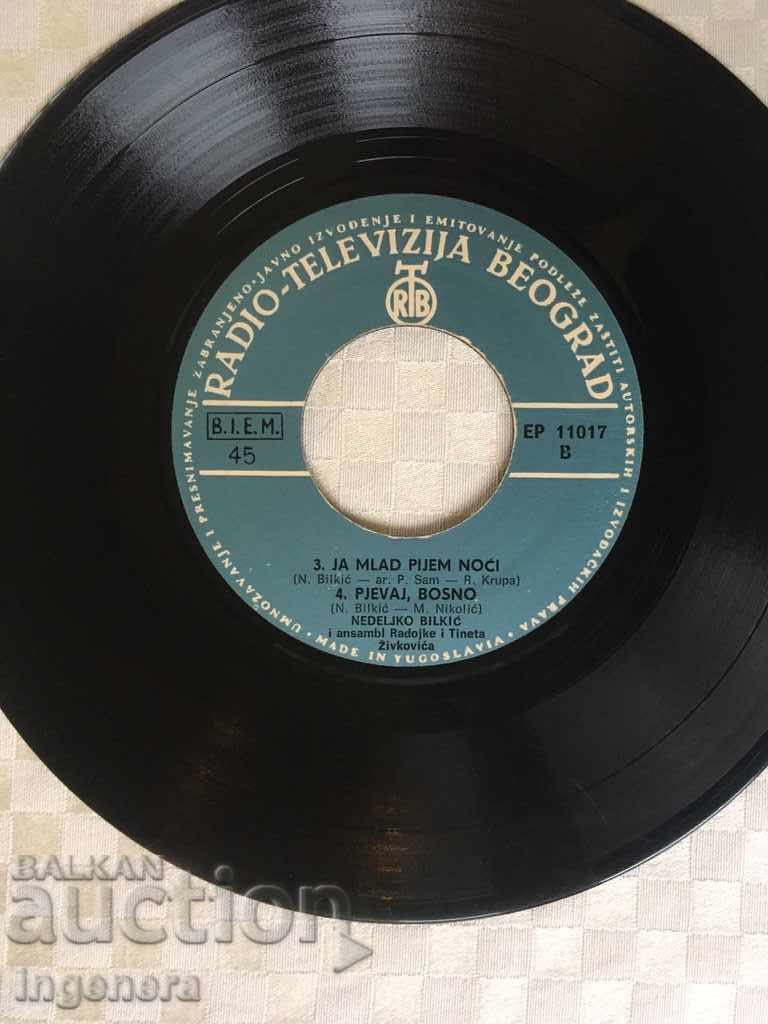 UMNOŽAVANJE I PRESNIMAVANJE ZABRANJENO·JAVNO IZVOĐENJE I EMITOVANJE PODLEŽE ZAŠTITI AUTORSKIH I IZVOĐAČKIH PRAVA
RADIO-TELEVIZIJA BEOGRAD
RTB
B.I.E.M.
45
EP 11017
B
3. JA MLAD PIJEM NOĆI
(N. Bilkić — ar. P. Sam — R. Krupa)
4. PJEVAJ, BOSNO
(N. Bilkić — M. Nikolić)
NEDELJKO BILKIĆ
i ansambl Radojke i Tineta
Živkovića
·MADE IN YUGOSLAVIA·
BALKAN
auction
ingenera